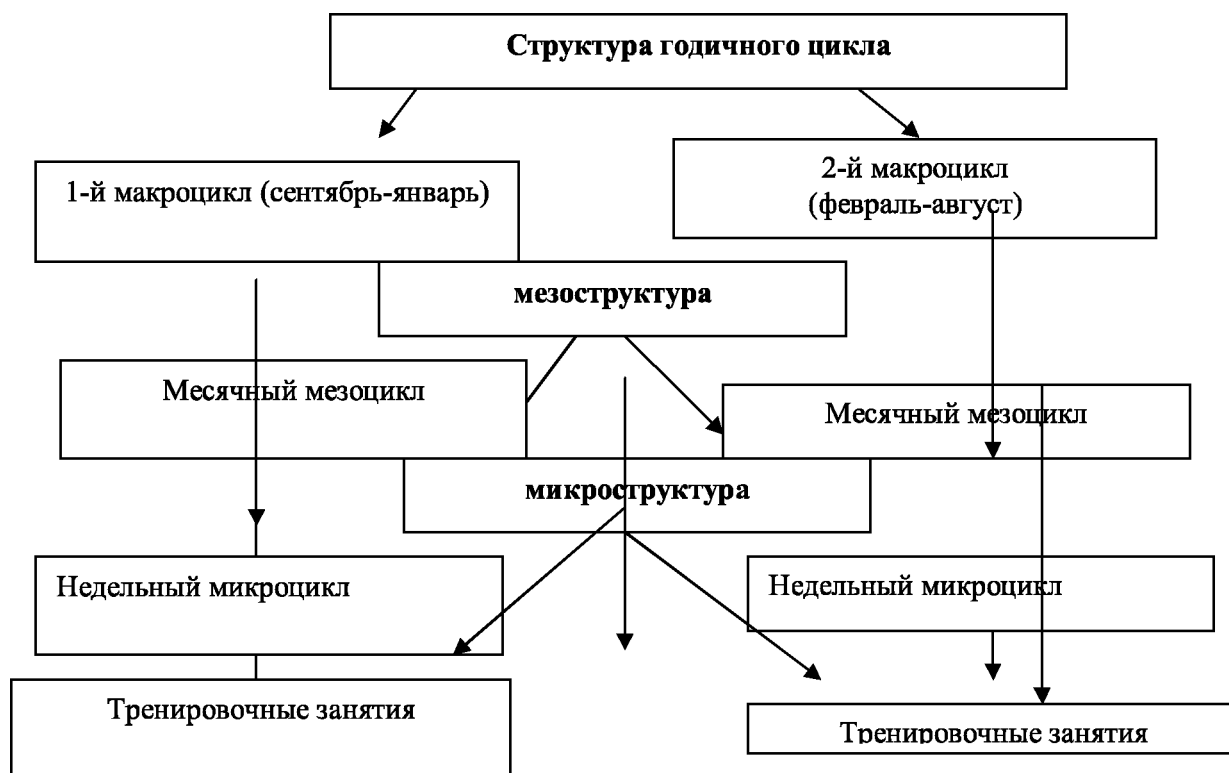 Структура годичного цикла
1-й макроцикл (сентябрь-январь)
2-й макроцикл
(февраль-август)
мезоструктура
Месячный мезоцикл
Месячный мезоцикл
микроструктура
Недельный микроцикл
Недельный микроцикл
Тренировочные занятия
Тренировочные занятия